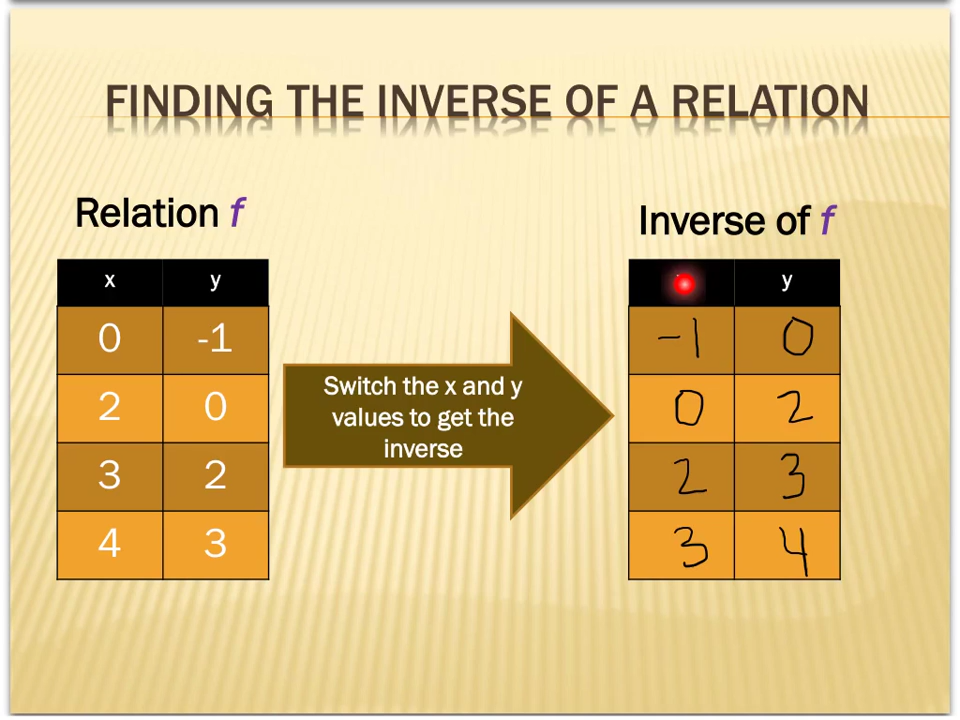 FINDING THE INVERSE OF A RELATION
Relation f
x y
0 -1
2 0
3 2
4 3
Switch the x and y
values to get the
inverse
Inverse of f
y
-1 0
0 2
2 3
3 4